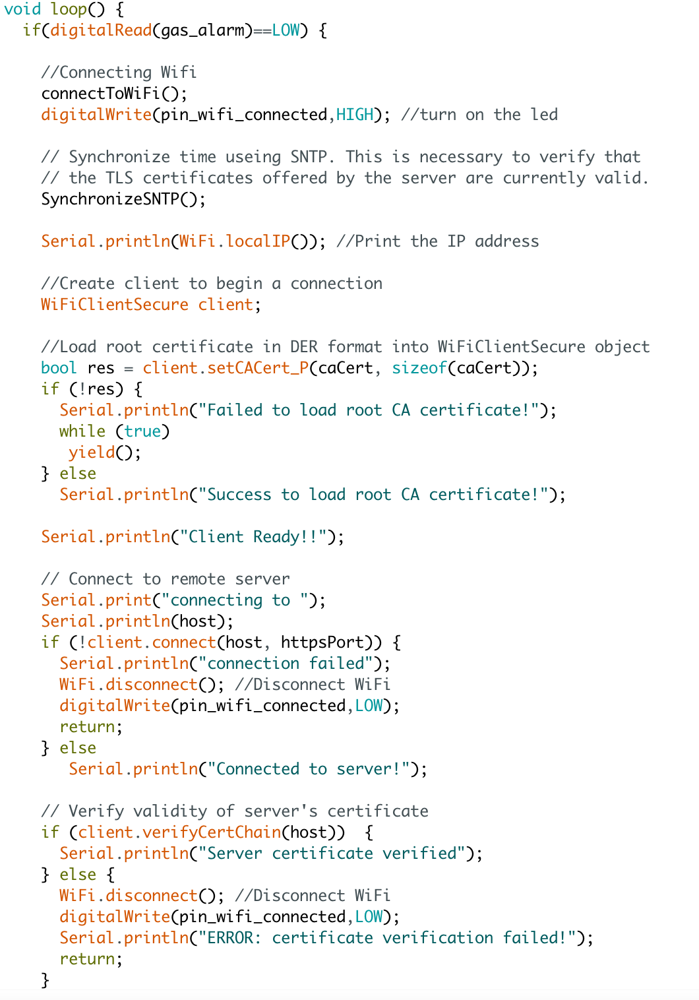 void loop() {
if(digitalRead(gas_alarm)==LOW) {
//Connecting Wifi
connectToWiFi();
digitalWrite(pin_wifi_connected,HIGH); //turn on the led
// Synchronize time useing SNTP. This is necessary to verify that
// the TLS certificates offered by the server are currently valid.
SynchronizeSNTP();
Serial.println(WiFi.localIP()); //Print the IP address
//Create client to begin a connection
WiFiClientSecure client;
//Load root certificate in DER format into WiFiClientSecure object
bool res = client.setCACert_P(caCert, sizeof(caCert));
if (!res) {
Serial.println("Failed to load root CA certificate!");
while (true)
yield();
} else
Serial.println("Success to load root CA certificate!");
Serial.println("Client Ready!!");
// Connect to remote server
Serial.print("connecting to ");
Serial.println(host);
if (!client.connect(host, httpsPort)) {
Serial.println("connection failed");
WiFi.disconnect(); //Disconnect WiFi
digitalWrite(pin_wifi_connected,LOW);
return;
} else
Serial.println("Connected to server!");
// Verify validity of server's certificate
if (client.verifyCertChain(host))  {
Serial.println("Server certificate verified");
} else {
WiFi.disconnect(); //Disconnect WiFi
digitalWrite(pin_wifi_connected,LOW);
Serial.println("ERROR: certificate verification failed!");
return;
}